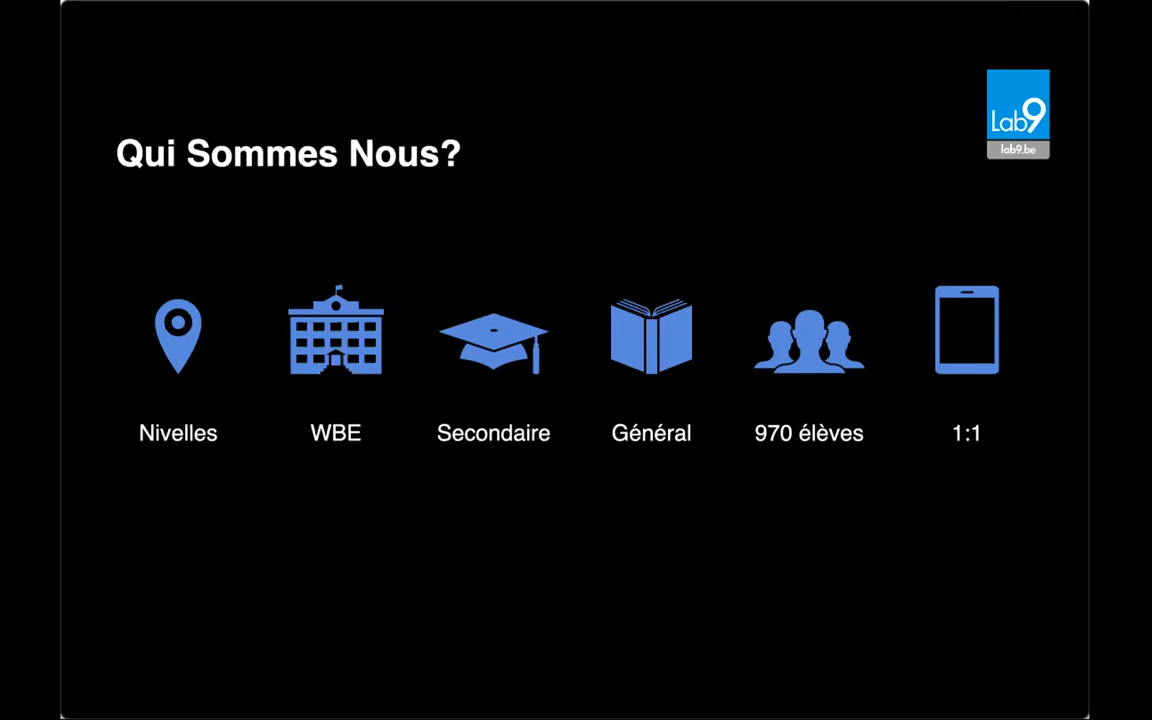 Lab9
lab9.be
Qui Sommes Nous?
Nivelles
WBE
Secondaire
Général
970 élèves
1:1